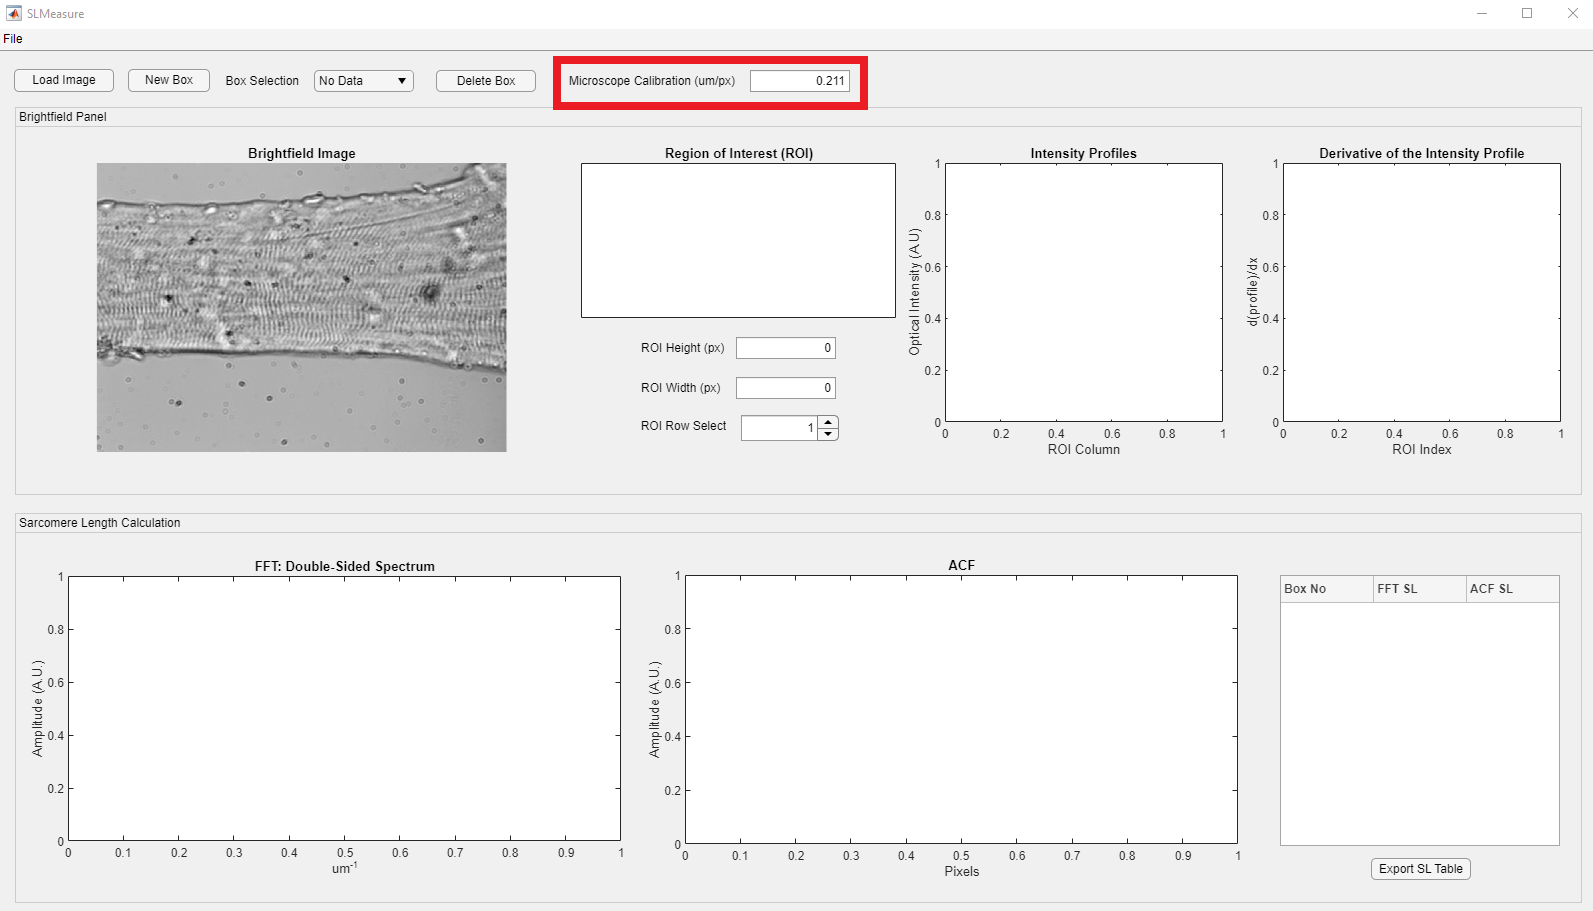 SLMeasure
File
Load Image
New Box
Box Selection
No Data
Delete Box
Microscope Calibration (um/px)
0.211
Brightfield Panel
Brightfield Image
Region of Interest (ROI)
ROI Height (px)
0
ROI Width (px)
0
ROI Row Select
1
Intensity Profiles
Optical Intensity (A.U)
1
0.8
0.6
0.4
0.2
0
0 0.2 0.4 0.6 0.8 1
ROI Column
Derivative of the Intensity Profile
d(profile)/dx
1
0.8
0.6
0.4
0.2
0
0 0.2 0.4 0.6 0.8 1
ROI Index
Sarcomere Length Calculation
FFT: Double-Sided Spectrum
Amplitude (A.U.)
1
0.8
0.6
0.4
0.2
0
0 0.1 0.2 0.3 0.4 0.5 0.6 0.7 0.8 0.9 1
um⁻¹
ACF
Amplitude (A.U.)
1
0.8
0.6
0.4
0.2
0
0 0.1 0.2 0.3 0.4 0.5 0.6 0.7 0.8 0.9 1
Pixels
Box No FFT SL ACF SL
Export SL Table